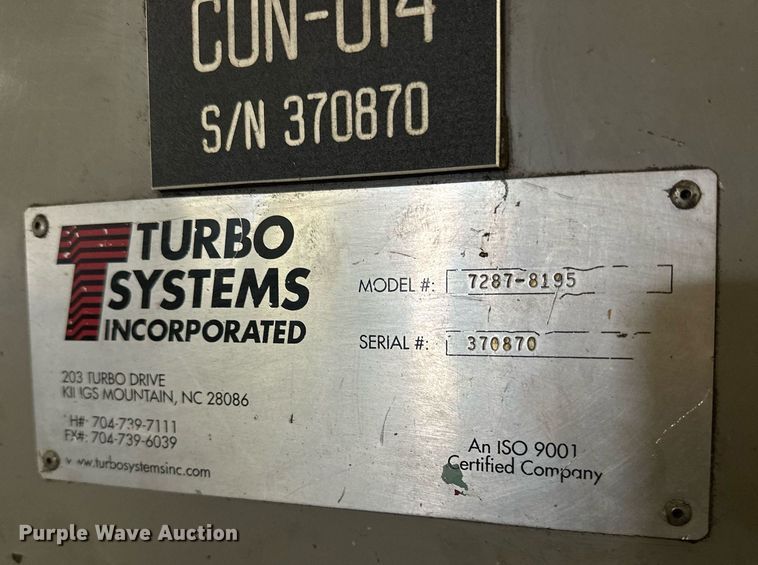 CON-014
S/N 370870
T TURBO
SYSTEMS
INCORPORATED
MODEL #: 7287-8195
SERIAL #: 370870
203 TURBO DRIVE
KINGS MOUNTAIN, NC 28086
PH#: 704-739-7111
FX#: 704-739-6039
www.turbosystemsinc.com
An ISO 9001
Certified Company
Purple Wave Auction